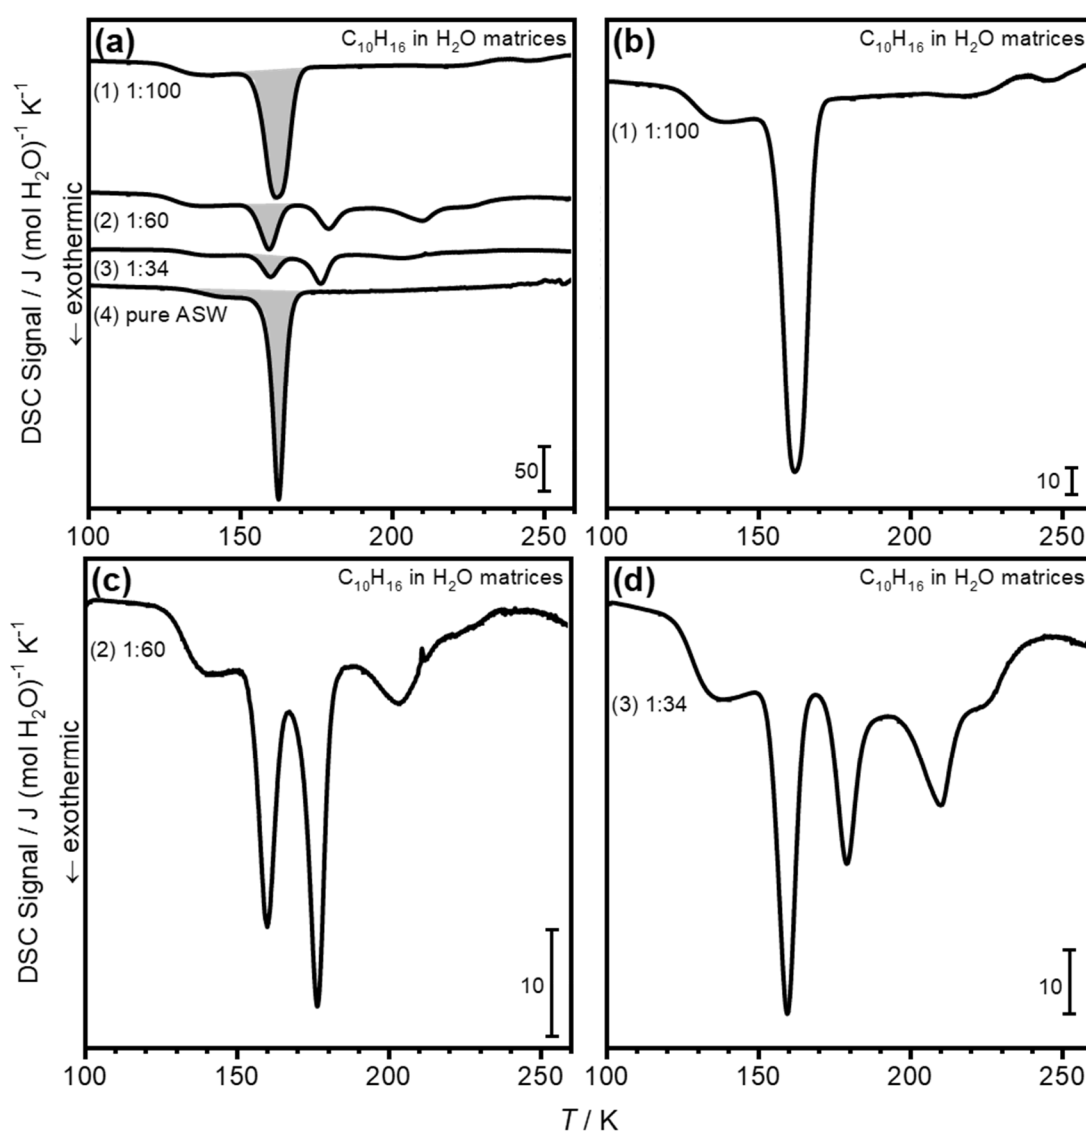 (a) C₁₀H₁₆ in H₂O matrices
(1) 1:100
(2) 1:60
(3) 1:34
(4) pure ASW
50
100 150 200 250
DSC Signal / J (mol H₂O)⁻¹ K⁻¹
← exothermic
(b) C₁₀H₁₆ in H₂O matrices
(1) 1:100
10
100 150 200 250
(c) C₁₀H₁₆ in H₂O matrices
(2) 1:60
10
100 150 200 250
DSC Signal / J (mol H₂O)⁻¹ K⁻¹
← exothermic
(d) C₁₀H₁₆ in H₂O matrices
(3) 1:34
10
100 150 200 250
T / K